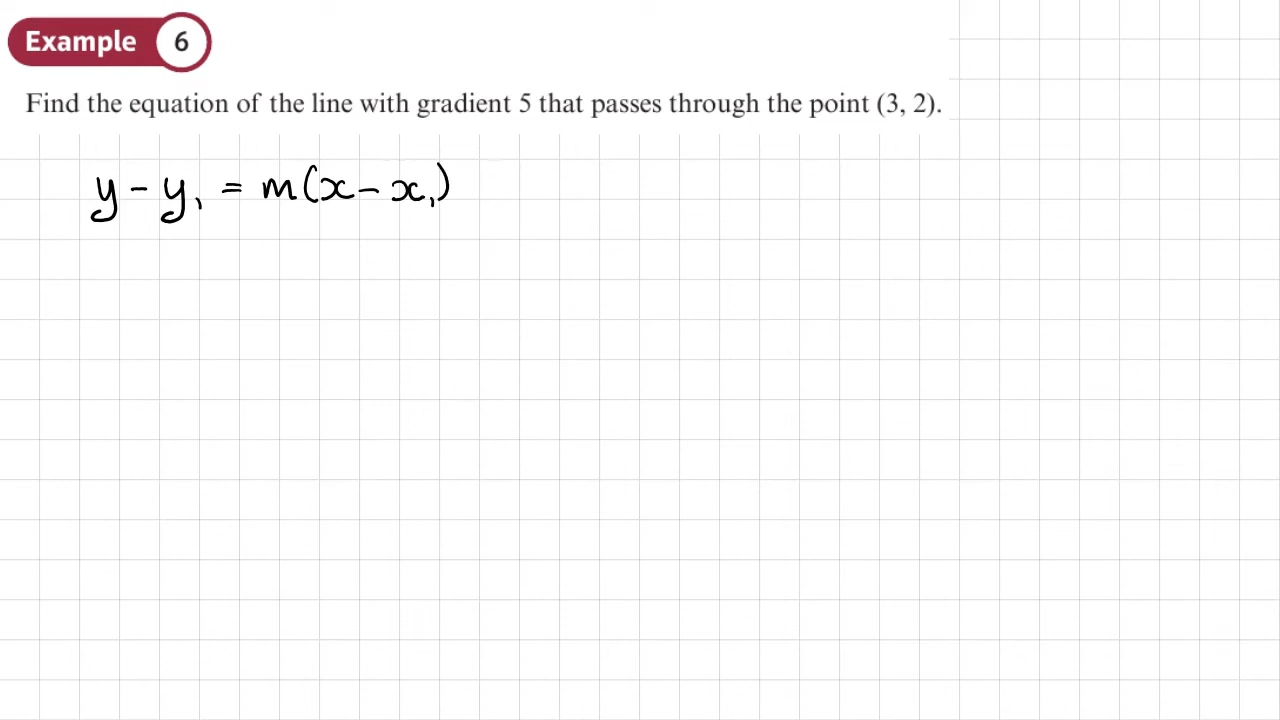 Example 6
Find the equation of the line with gradient 5 that passes through the point (3, 2).
y - y₁ = m(x - x₁)